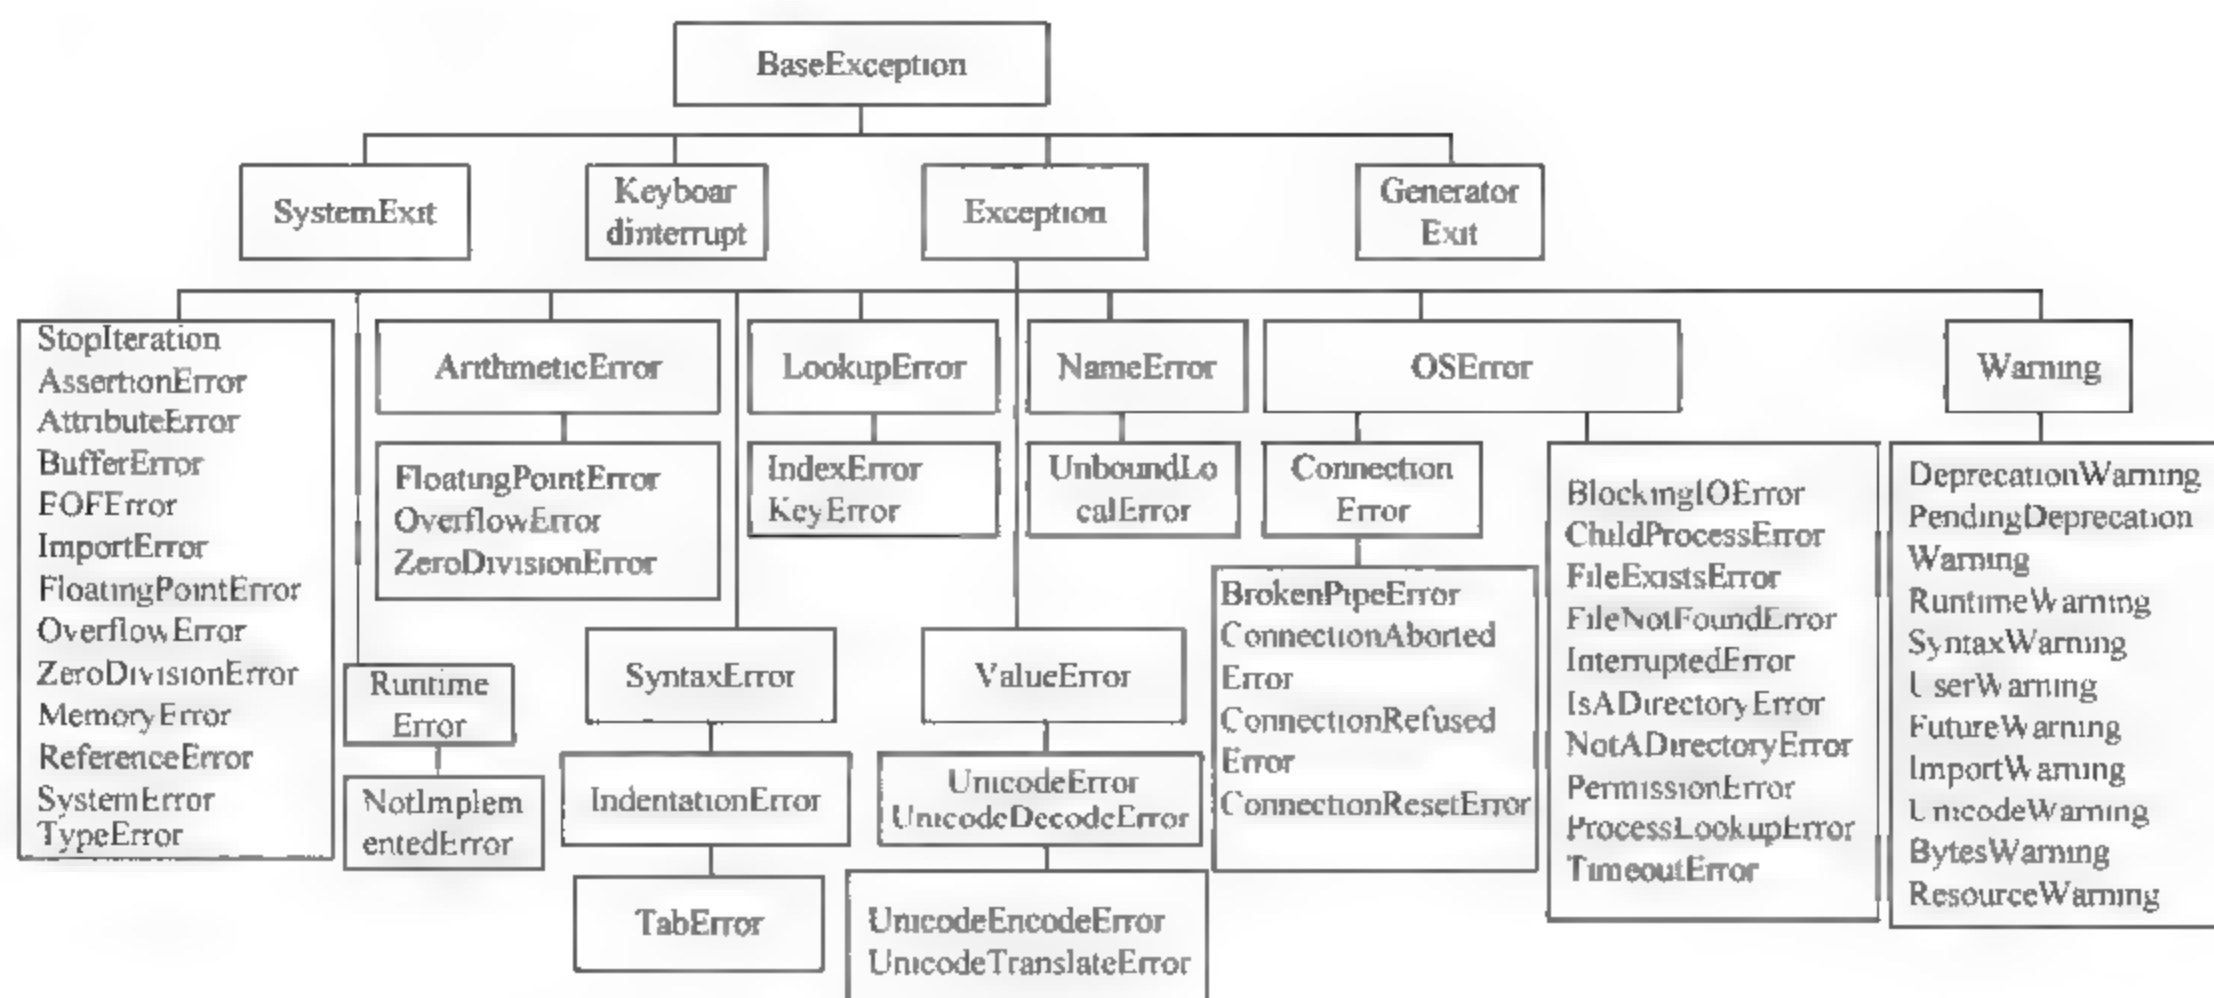 BaseException
SystemExit
Keyboar
dinterrupt
Exception
Generator
Exit
StopIteration
AssertionError
AttributeError
BufferError
EOFError
ImportError
FloatingPointError
OverflowError
ZeroDivisionError
MemoryError
ReferenceError
SystemError
TypeError
Runtime
Error
NotImplem
entedError
ArithmeticError
FloatingPointError
OverflowError
ZeroDivisionError
SyntaxError
IndentationError
TabError
LookupError
IndexError
KeyError
ValueError
UnicodeError
UnicodeDecodeError
UnicodeEncodeError
UnicodeTranslateError
NameError
UnboundLo
calError
OSError
Connection
Error
BrokenPipeError
ConnectionAborted
Error
ConnectionRefused
Error
ConnectionResetError
BlockingIOError
ChildProcessError
FileExistsError
FileNotFoundError
InterruptedError
IsADirectoryError
NotADirectoryError
PermissionError
ProcessLookupError
TimeoutError
Warning
DeprecationWarning
PendingDeprecation
Warning
RuntimeWarning
SyntaxWarning
UserWarning
FutureWarning
ImportWarning
UnicodeWarning
BytesWarning
ResourceWarning